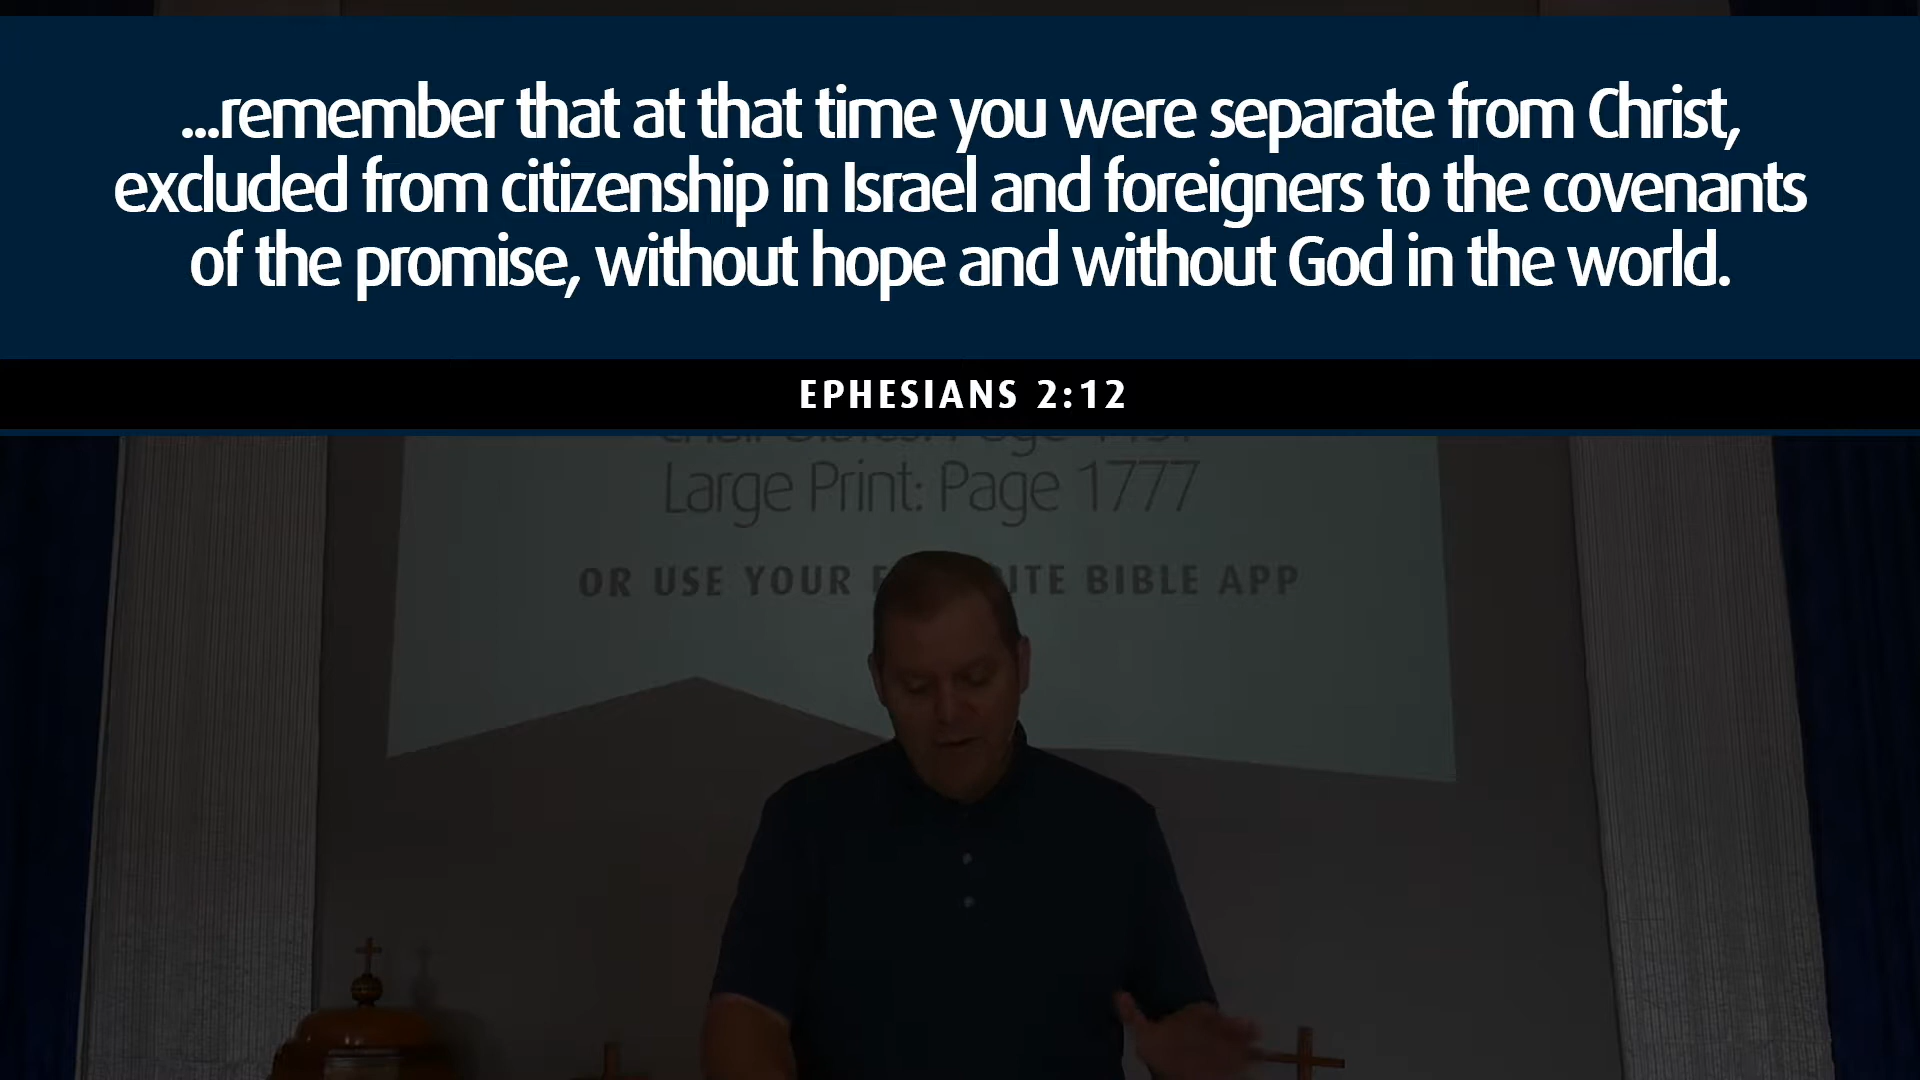 ...remember that at that time you were separate from Christ,
excluded from citizenship in Israel and foreigners to the covenants
of the promise, without hope and without God in the world.
EPHESIANS 2:12
Large Print: Page 1777
OR USE YOUR BIBLE APP